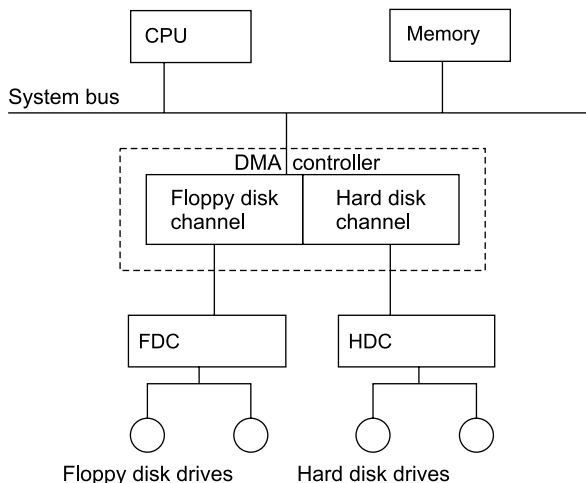 CPU
Memory
System bus
DMA controller
Floppy disk
channel
Hard disk
channel
FDC
HDC
Floppy disk drives
Hard disk drives